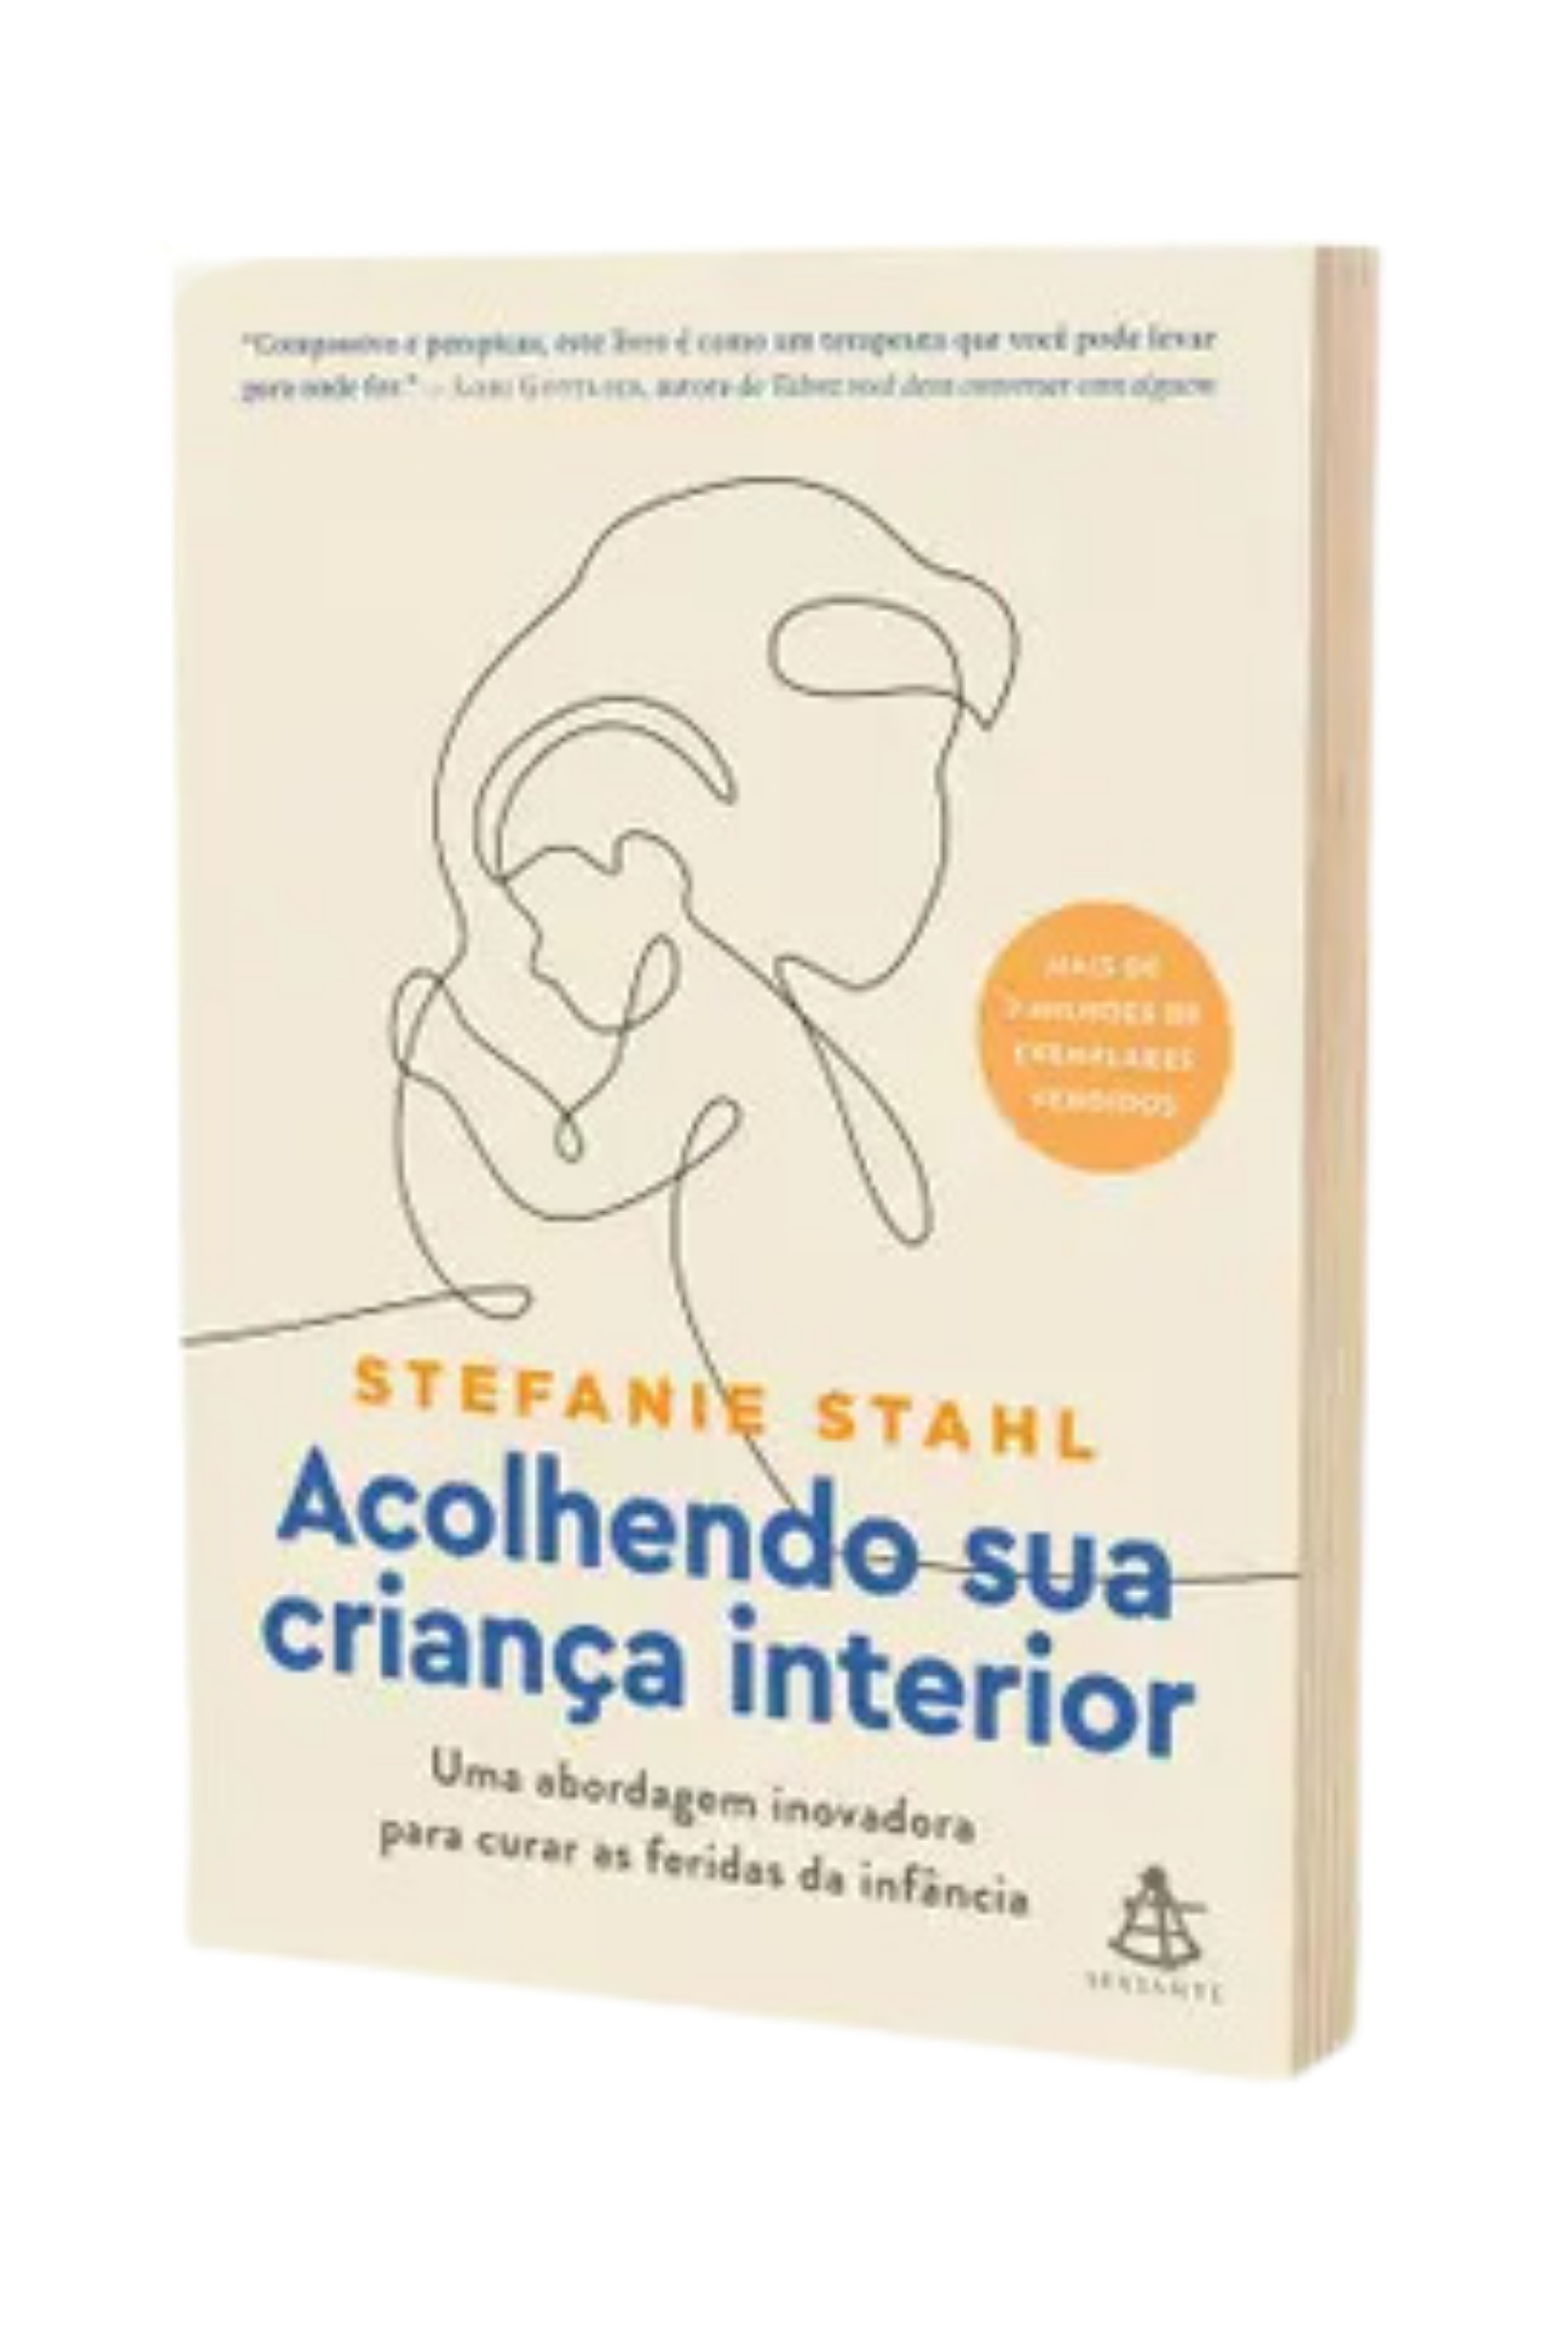 "Compassivo e perspicaz, este livro é como um terapeuta que você pode levar
para onde for." – Lori Gottlieb, autora de Talvez você deva conversar com alguém
MAIS DE
MILHÕES DE
EXEMPLARES
VENDIDOS
STEFANIE STAHL
Acolhendo sua
criança interior
Uma abordagem inovadora
para curar as feridas da infância
SEXTANTE